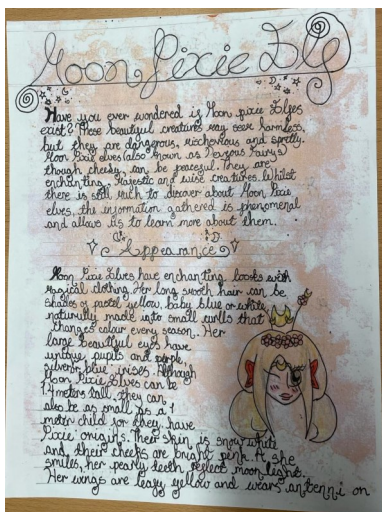 Moon Pixie Elf
Have you ever wondered if Moon pixie Elves
exist? These beautiful creatures may seem harmless,
but they are dangerous, mischevious and spretly.
Moon Pixie elves (also known as Fairys)
though cheeky, can be peaceful. They are
enchanting, Majestic and wise creatures. Whilst
there is still much to discover about Moon Pixie
elves, the information gathered is phenomenal
and allows us to learn more about them.
Appearance
Moon Pixie Elves have enchanting looks with
magical clothing. Her long sooth hair can be
shades of pastel yellow, baby blue or white
naturally made into small curls that
changes colour every season. Her
large beautiful eyes have
unique pupils and purple,
silver or blue irises. Although
Moon Pixie Elves can be
1.4 meters tall, they can
also be as small as a 1
meter child for they have
Pixie origins. Their skin is snow white
and their cheeks are bright pink. As she
smiles, her pearly teeth reflect moon light.
Her wings are leafy yellow and wears antenni on